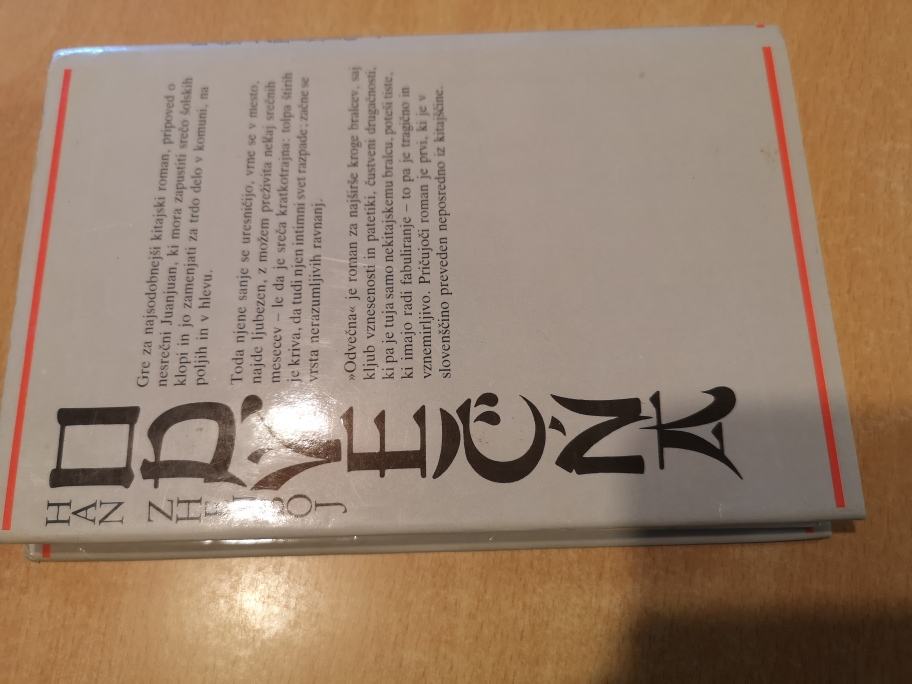 HAN
ODVEČNA
Gre za najsodobnejši kitajski roman, pripoved o
nesrečni Juanjuan, ki mora zapustiti srečo šolskih
klopi in jo zamenjati za trdo delo v komuni, na
poljih in v hlevu.
Toda njene sanje se uresničijo, vrne se v mesto,
najde ljubezen, z možem preživita nekaj srečnih
mesecev – le da je sreča kratkotrajna: tolpa štirih
je kriva, da tudi njen intimni svet razpade; začne se
vrsta nerazumljivih ravnanj.
»Odvečna« je roman za najširše kroge bralcev, saj
kljub vznesenosti in patetiki, čustveni drugačnosti,
ki pa je tuja samo nekitajskemu bralcu, poteši tiste,
ki imajo radi fabuliranje – to pa je tragično in
vznemirljivo. Pričujoči roman je prvi, ki je v
slovenščino preveden neposredno iz kitajščine.